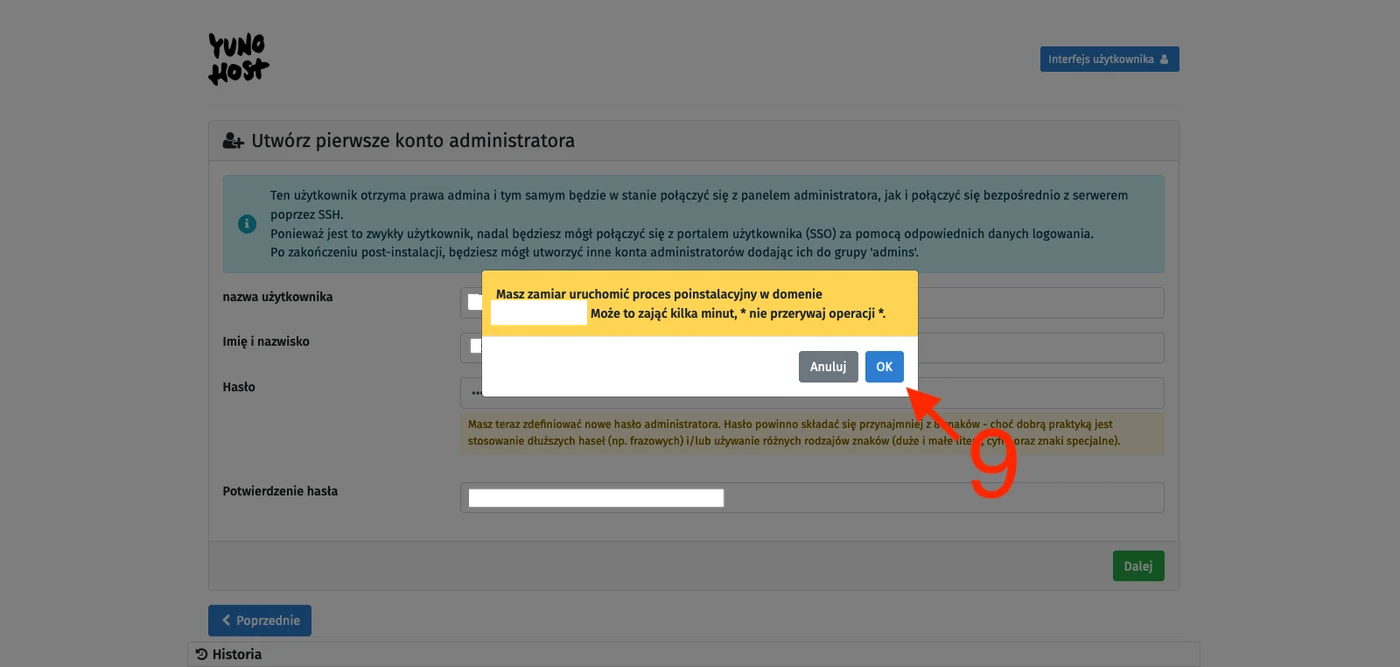 YUNO
HOST
Interfejs użytkownika
Utwórz pierwsze konto administratora
Ten użytkownik otrzyma prawa admina i tym samym będzie w stanie połączyć się z panelem administratora, jak i połączyć się bezpośrednio z serwerem
poprzez SSH.
Ponieważ jest to zwykły użytkownik, nadal będziesz mógł połączyć się z portalem użytkownika (SSO) za pomocą odpowiednich danych logowania.
Po zakończeniu post-instalacji, będziesz mógł utworzyć inne konta administratorów dodając ich do grupy 'admins'.
nazwa użytkownika
Masz zamiar uruchomić proces poinstalacyjny w domenie
Może to zająć kilka minut, * nie przerywaj operacji *.
Imię i nazwisko
Anuluj
OK
Hasło
Masz teraz zdefiniować nowe hasło administratora. Hasło powinno składać się przynajmniej z 8 znaków - choć dobrą praktyką jest
stosowanie dłuższych haseł (np. frazowych) i/lub używanie różnych rodzajów znaków (duże i małe oraz znaki specjalne).
9
Potwierdzenie hasła
Dalej
Poprzednie
Historia